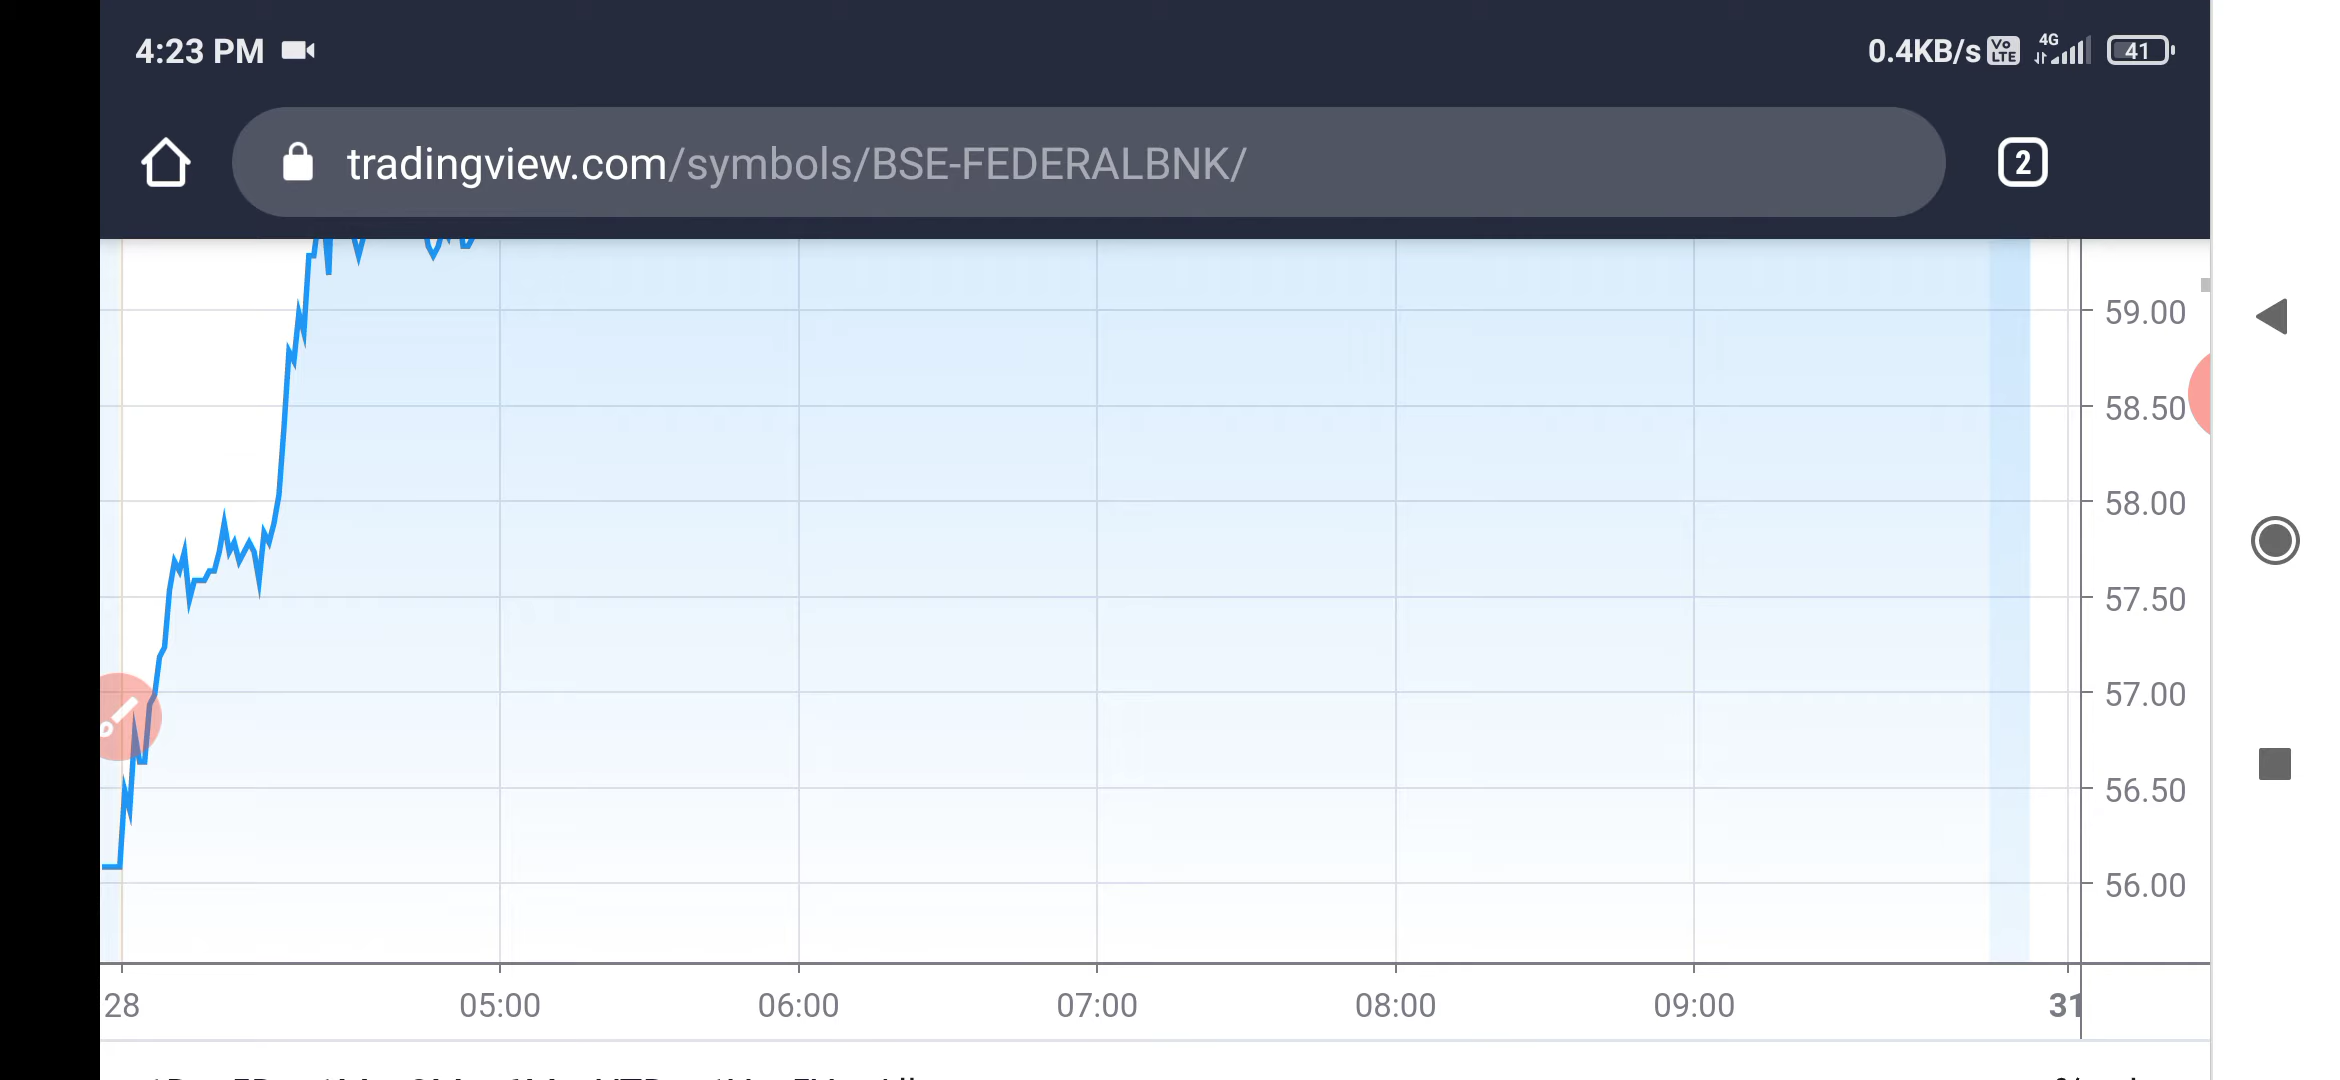 4:23 PM 0.4KB/s Vo LTE 4G 41
tradingview.com/symbols/BSE-FEDERALBNK/ 2
59.00
58.50
58.00
57.50
57.00
56.50
56.00
28 05:00 06:00 07:00 08:00 09:00 31